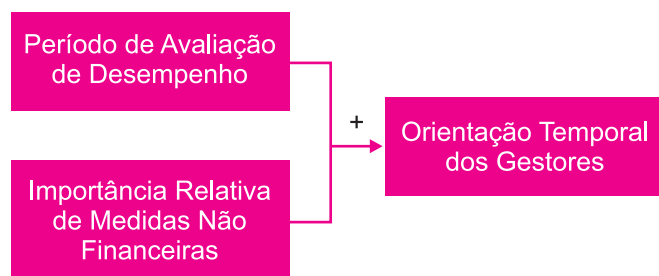 Período de Avaliação
de Desempenho
+
Orientação Temporal
dos Gestores
Importância Relativa
de Medidas Não
Financeiras